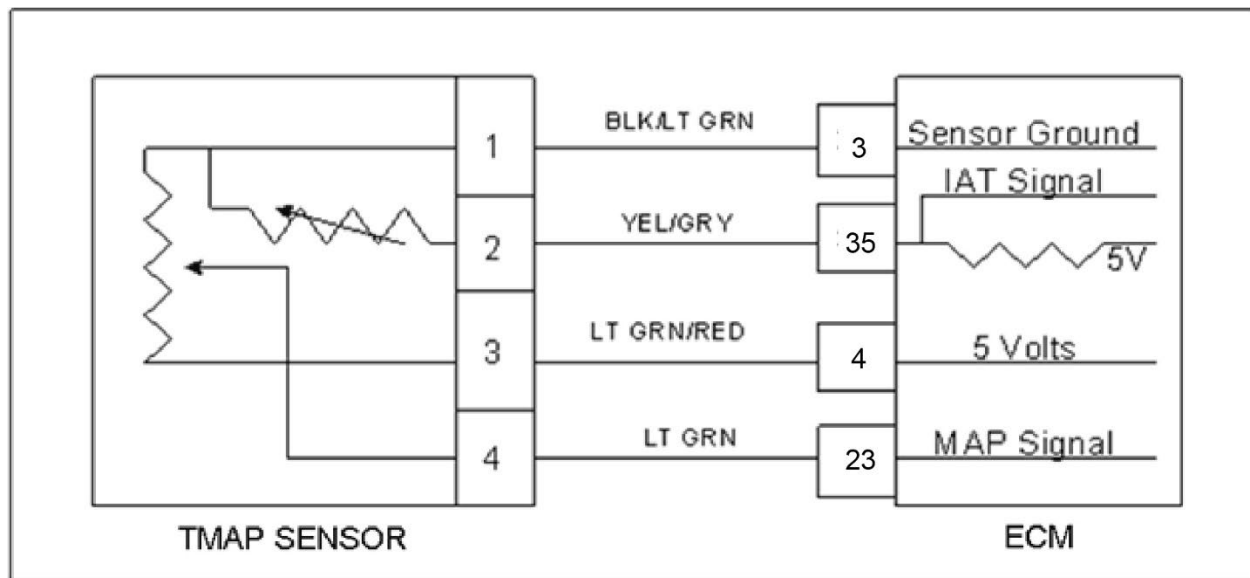 1
BLK/LT GRN
3
Sensor Ground
IAT Signal
2
YEL/GRY
35
5V
3
LT GRN/RED
4
5 Volts
4
LT GRN
23
MAP Signal
TMAP SENSOR
ECM